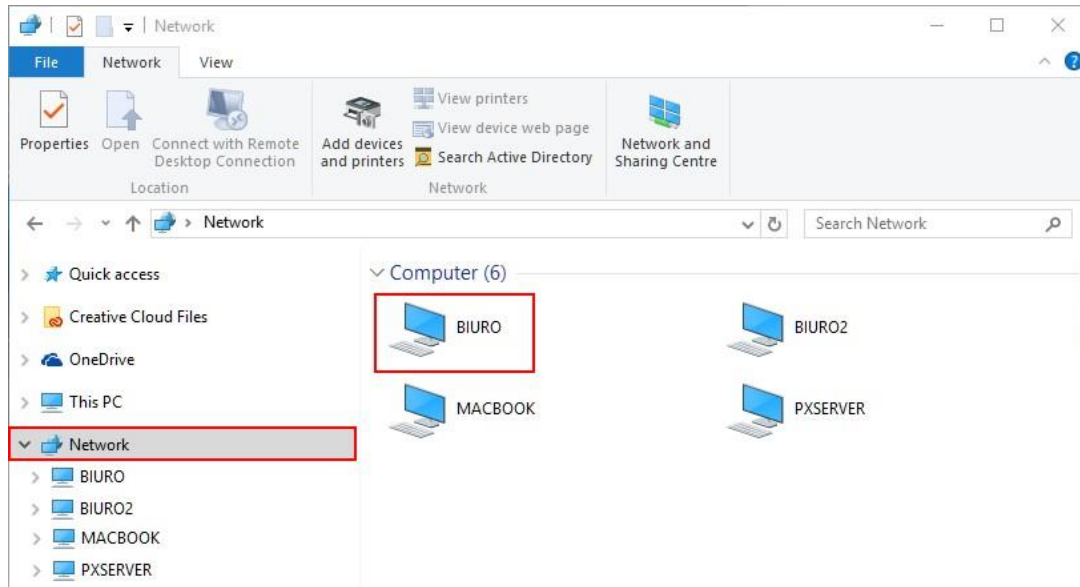 Network
File Network View
Properties Open Connect with Remote Desktop Connection
Location
Add devices and printers
View printers
View device web page
Search Active Directory
Network
Network and Sharing Centre
Network
Search Network
Quick access
Creative Cloud Files
OneDrive
This PC
Network
BIURO
BIURO2
MACBOOK
PXSERVER
Computer (6)
BIURO
BIURO2
MACBOOK
PXSERVER